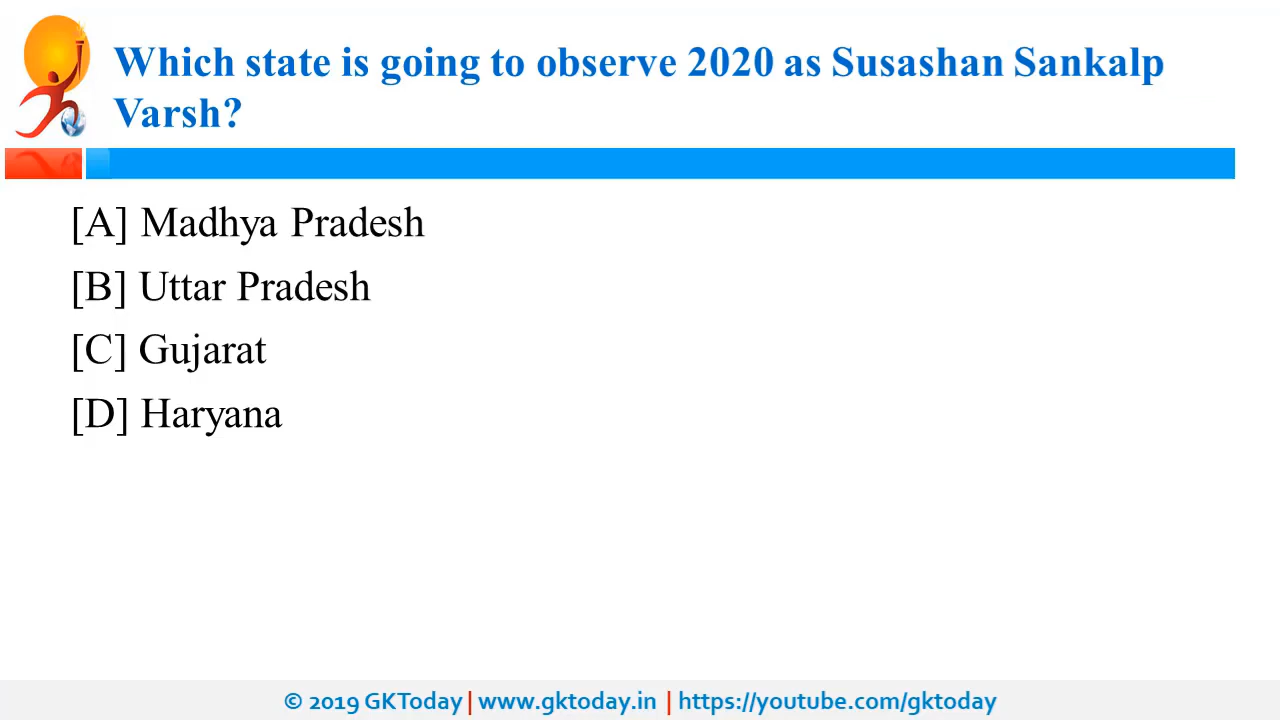 Which state is going to observe 2020 as Susashan Sankalp
Varsh?
[A] Madhya Pradesh
[B] Uttar Pradesh
[C] Gujarat
[D] Haryana
© 2019 GKToday | www.gktoday.in | https://youtube.com/gktoday